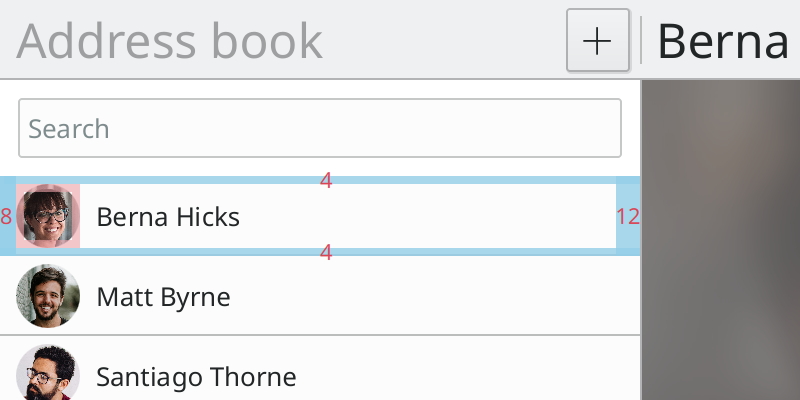 Address book
Berna
Search
4
8
Berna Hicks
12
4
Matt Byrne
Santiago Thorne